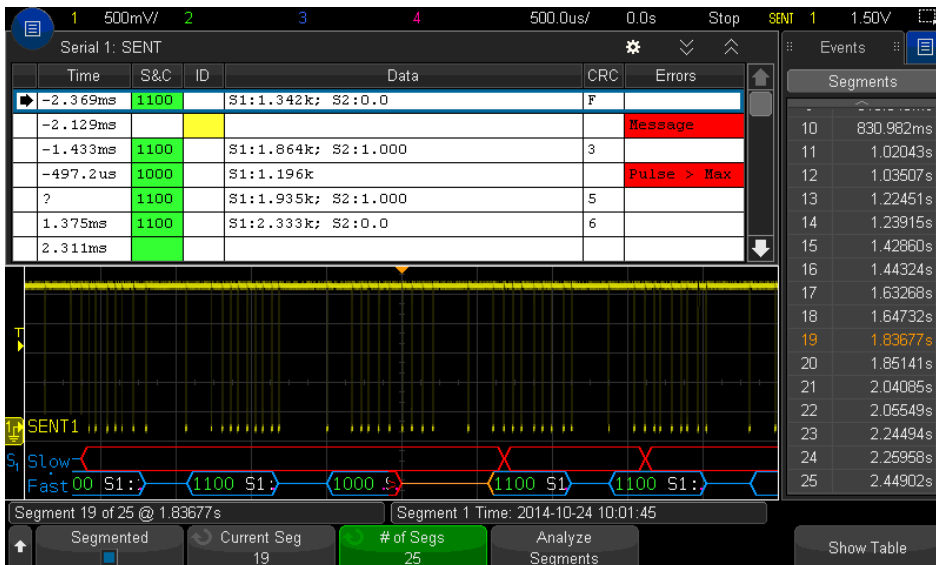 1 500mV/ 2 3 4 500.0us/ 0.0s Stop SENT 1 1.50V
Serial 1: SENT
Events
Segments
Time S&C ID Data CRC Errors
-2.369ms 1100 S1:1.342k; S2:0.0 F
-2.129ms Message
-1.433ms 1100 S1:1.864k; S2:1.000 3
-497.2us 1000 S1:1.196k Pulse > Max
? 1100 S1:1.935k; S2:1.000 5
1.375ms 1100 S1:2.333k; S2:0.0 6
2.311ms
10 830.982ms
11 1.02043s
12 1.03507s
13 1.22451s
14 1.23915s
15 1.42860s
16 1.44324s
17 1.63268s
18 1.64732s
19 1.83677s
20 1.85141s
21 2.04085s
22 2.05549s
23 2.24494s
24 2.25958s
25 2.44902s
T
SENT1
S1 Slow
Fast 00 S1: 1100 S1: 1000 1100 S1 1100 S1:
Segment 19 of 25 @ 1.83677s Segment 1 Time: 2014-10-24 10:01:45
Segmented
Current Seg
19
# of Segs
25
Analyze
Segments
Show Table